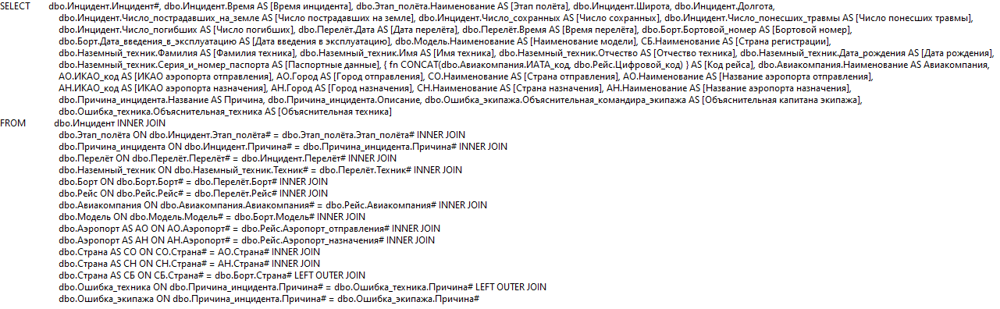 SELECT dbo.Инцидент.Инцидент#, dbo.Инцидент.Время AS [Время инцидента], dbo.Этап_полёта.Наименование AS [Этап полёта], dbo.Инцидент.Широта, dbo.Инцидент.Долгота,
dbo.Инцидент.Число_пострадавших_на_земле AS [Число пострадавших на земле], dbo.Инцидент.Число_сохранных AS [Число сохранных], dbo.Инцидент.Число_понесших_травмы AS [Число понесших травмы],
dbo.Инцидент.Число_погибших AS [Число погибших], dbo.Перелёт.Дата AS [Дата перелёта], dbo.Перелёт.Время AS [Время перелёта], dbo.Борт.Бортовой_номер AS [Бортовой номер],
dbo.Борт.Дата_введения_в_эксплуатацию AS [Дата введения в эксплуатацию], dbo.Модель.Наименование AS [Наименование модели], СБ.Наименование AS [Страна регистрации],
dbo.Наземный_техник.Фамилия AS [Фамилия техника], dbo.Наземный_техник.Имя AS [Имя техника], dbo.Наземный_техник.Отчество AS [Отчество техника], dbo.Наземный_техник.Дата_рождения AS [Дата рождения],
dbo.Наземный_техник.Серия_и_номер_паспорта AS [Паспортные данные], { fn CONCAT(dbo.Авиакомпания.ИАТА_код, dbo.Рейс.Цифровой_код) } AS [Код рейса], dbo.Авиакомпания.Наименование AS Авиакомпания,
АО.ИКАО_код AS [ИКАО аэропорта отправления], АО.Город AS [Город отправления], СО.Наименование AS [Страна отправления], АО.Наименование AS [Название аэропорта отправления],
АН.ИКАО_код AS [ИКАО аэропорта назначения], АН.Город AS [Город назначения], СН.Наименование AS [Страна назначения], АН.Наименование AS [Название аэропорта назначения],
dbo.Причина_инцидента.Название AS Причина, dbo.Причина_инцидента.Описание, dbo.Ошибка_экипажа.Объяснительная_командира_экипажа AS [Объяснительная капитана экипажа],
dbo.Ошибка_техника.Объяснительная_техника AS [Объяснительная техника]
FROM dbo.Инцидент INNER JOIN
dbo.Этап_полёта ON dbo.Инцидент.Этап_полёта# = dbo.Этап_полёта.Этап_полёта# INNER JOIN
dbo.Причина_инцидента ON dbo.Инцидент.Причина# = dbo.Причина_инцидента.Причина# INNER JOIN
dbo.Перелёт ON dbo.Перелёт.Перелёт# = dbo.Инцидент.Перелёт# INNER JOIN
dbo.Наземный_техник ON dbo.Наземный_техник.Техник# = dbo.Перелёт.Техник# INNER JOIN
dbo.Борт ON dbo.Борт.Борт# = dbo.Перелёт.Борт# INNER JOIN
dbo.Рейс ON dbo.Рейс.Рейс# = dbo.Перелёт.Рейс# INNER JOIN
dbo.Авиакомпания ON dbo.Авиакомпания.Авиакомпания# = dbo.Рейс.Авиакомпания# INNER JOIN
dbo.Модель ON dbo.Модель.Модель# = dbo.Борт.Модель# INNER JOIN
dbo.Аэропорт AS АО ON АО.Аэропорт# = dbo.Рейс.Аэропорт_отправления# INNER JOIN
dbo.Аэропорт AS АН ON АН.Аэропорт# = dbo.Рейс.Аэропорт_назначения# INNER JOIN
dbo.Страна AS СО ON СО.Страна# = АО.Страна# INNER JOIN
dbo.Страна AS СН ON СН.Страна# = АН.Страна# INNER JOIN
dbo.Страна AS СБ ON СБ.Страна# = dbo.Борт.Страна# LEFT OUTER JOIN
dbo.Ошибка_техника ON dbo.Причина_инцидента.Причина# = dbo.Ошибка_техника.Причина# LEFT OUTER JOIN
dbo.Ошибка_экипажа ON dbo.Причина_инцидента.Причина# = dbo.Ошибка_экипажа.Причина#